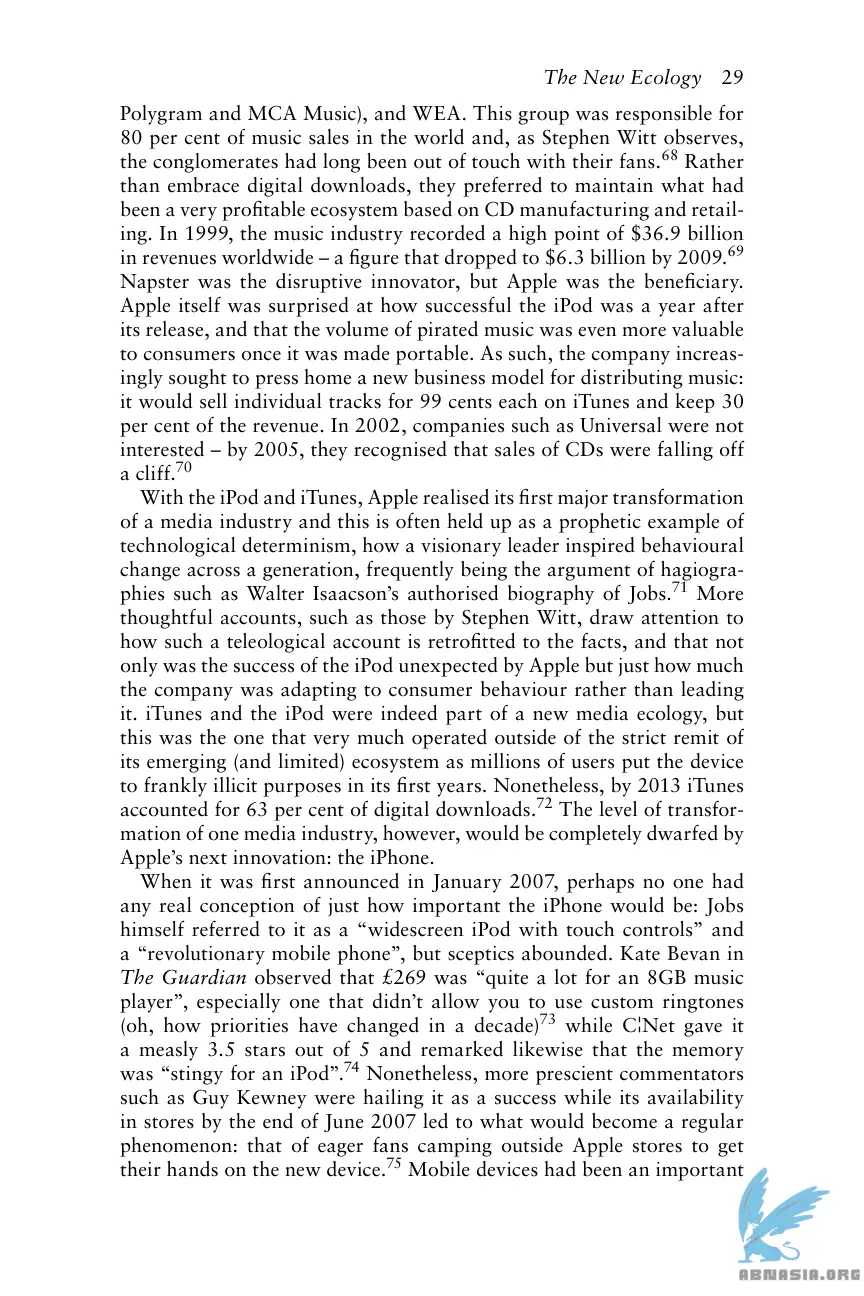 The New Ecology 29
Polygram and MCA Music), and WEA. This group was responsible for
80 per cent of music sales in the world and, as Stephen Witt observes,
the conglomerates had long been out of touch with their fans.68 Rather
than embrace digital downloads, they preferred to maintain what had
been a very profitable ecosystem based on CD manufacturing and retail-
ing. In 1999, the music industry recorded a high point of $36.9 billion
in revenues worldwide – a figure that dropped to $6.3 billion by 2009.69
Napster was the disruptive innovator, but Apple was the beneficiary.
Apple itself was surprised at how successful the iPod was a year after
its release, and that the volume of pirated music was even more valuable
to consumers once it was made portable. As such, the company increas-
ingly sought to press home a new business model for distributing music:
it would sell individual tracks for 99 cents each on iTunes and keep 30
per cent of the revenue. In 2002, companies such as Universal were not
interested – by 2005, they recognised that sales of CDs were falling off
a cliff.70
With the iPod and iTunes, Apple realised its first major transformation
of a media industry and this is often held up as a prophetic example of
technological determinism, how a visionary leader inspired behavioural
change across a generation, frequently being the argument of hagiogra-
phies such as Walter Isaacson’s authorised biography of Jobs.71 More
thoughtful accounts, such as those by Stephen Witt, draw attention to
how such a teleological account is retrofitted to the facts, and that not
only was the success of the iPod unexpected by Apple but just how much
the company was adapting to consumer behaviour rather than leading
it. iTunes and the iPod were indeed part of a new media ecology, but
this was the one that very much operated outside of the strict remit of
its emerging (and limited) ecosystem as millions of users put the device
to frankly illicit purposes in its first years. Nonetheless, by 2013 iTunes
accounted for 63 per cent of digital downloads.72 The level of transfor-
mation of one media industry, however, would be completely dwarfed by
Apple’s next innovation: the iPhone.
When it was first announced in January 2007, perhaps no one had
any real conception of just how important the iPhone would be: Jobs
himself referred to it as a “widescreen iPod with touch controls” and
a “revolutionary mobile phone”, but sceptics abounded. Kate Bevan in
The Guardian observed that £269 was “quite a lot for an 8GB music
player”, especially one that didn’t allow you to use custom ringtones
(oh, how priorities have changed in a decade)73 while C¦Net gave it
a measly 3.5 stars out of 5 and remarked likewise that the memory
was “stingy for an iPod”.74 Nonetheless, more prescient commentators
such as Guy Kewney were hailing it as a success while its availability
in stores by the end of June 2007 led to what would become a regular
phenomenon: that of eager fans camping outside Apple stores to get
their hands on the new device.75 Mobile devices had been an important
ABNASIA.ORG